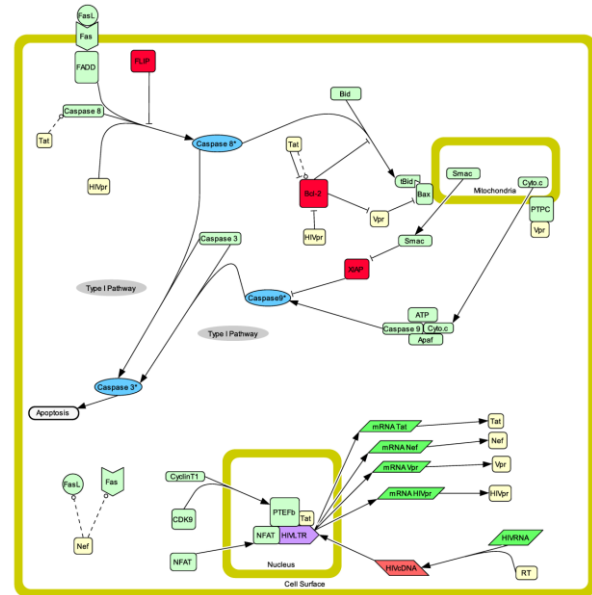 FasL
Fas
FADD
FLIP
Caspase 8
Tat
HIVpr
Caspase 8*
Bid
Tat
Bcl-2
HIVpr
Vpr
tBid
Bax
Smac
Cyto.c
Mitochondria
PTPC
Vpr
Smac
XIAP
Caspase 3
Type I Pathway
Caspase9*
Type I Pathway
ATP
Caspase 9
Cyto.c
Apaf
Caspase 3*
Apoptosis
FasL
Fas
Nef
CyclinT1
CDK9
NFAT
PTEFb
Tat
NFAT
HIVLTR
Nucleus
mRNA Tat
Tat
mRNA Nef
Nef
mRNA Vpr
Vpr
mRNA HIVpr
HIVpr
HIVRNA
HIVcDNA
RT
Cell Surface